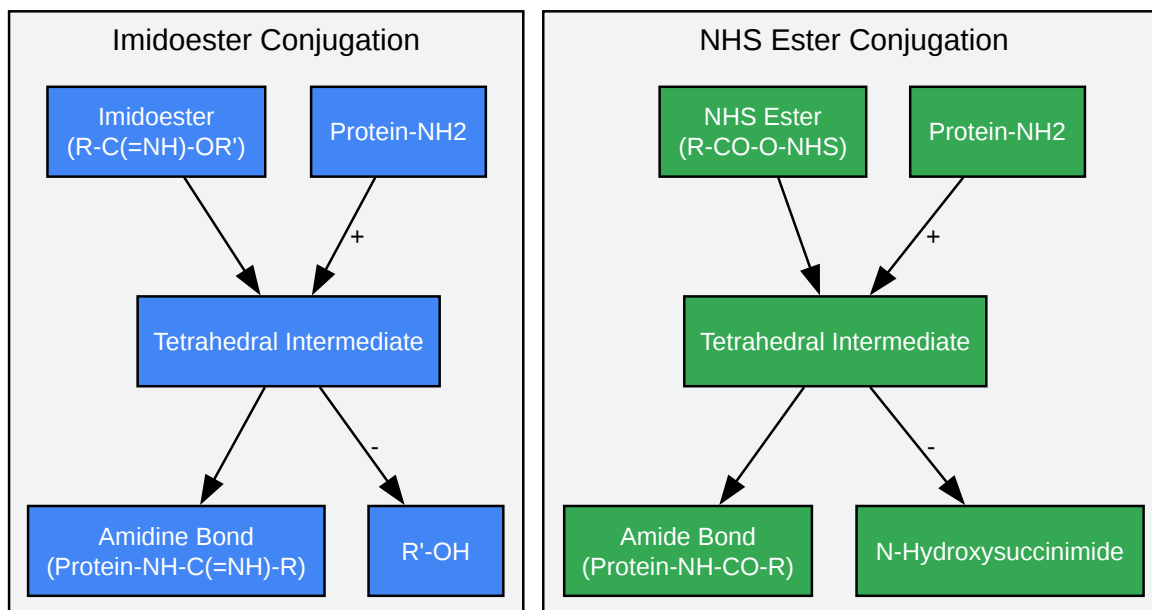 Imidoester Conjugation
Imidoester
(R-C(=NH)-OR')
Protein-NH2
+
Tetrahedral Intermediate
-
Amidine Bond
(Protein-NH-C(=NH)-R)
R'-OH
NHS Ester Conjugation
NHS Ester
(R-CO-O-NHS)
Protein-NH2
+
Tetrahedral Intermediate
-
Amide Bond
(Protein-NH-CO-R)
N-Hydroxysuccinimide